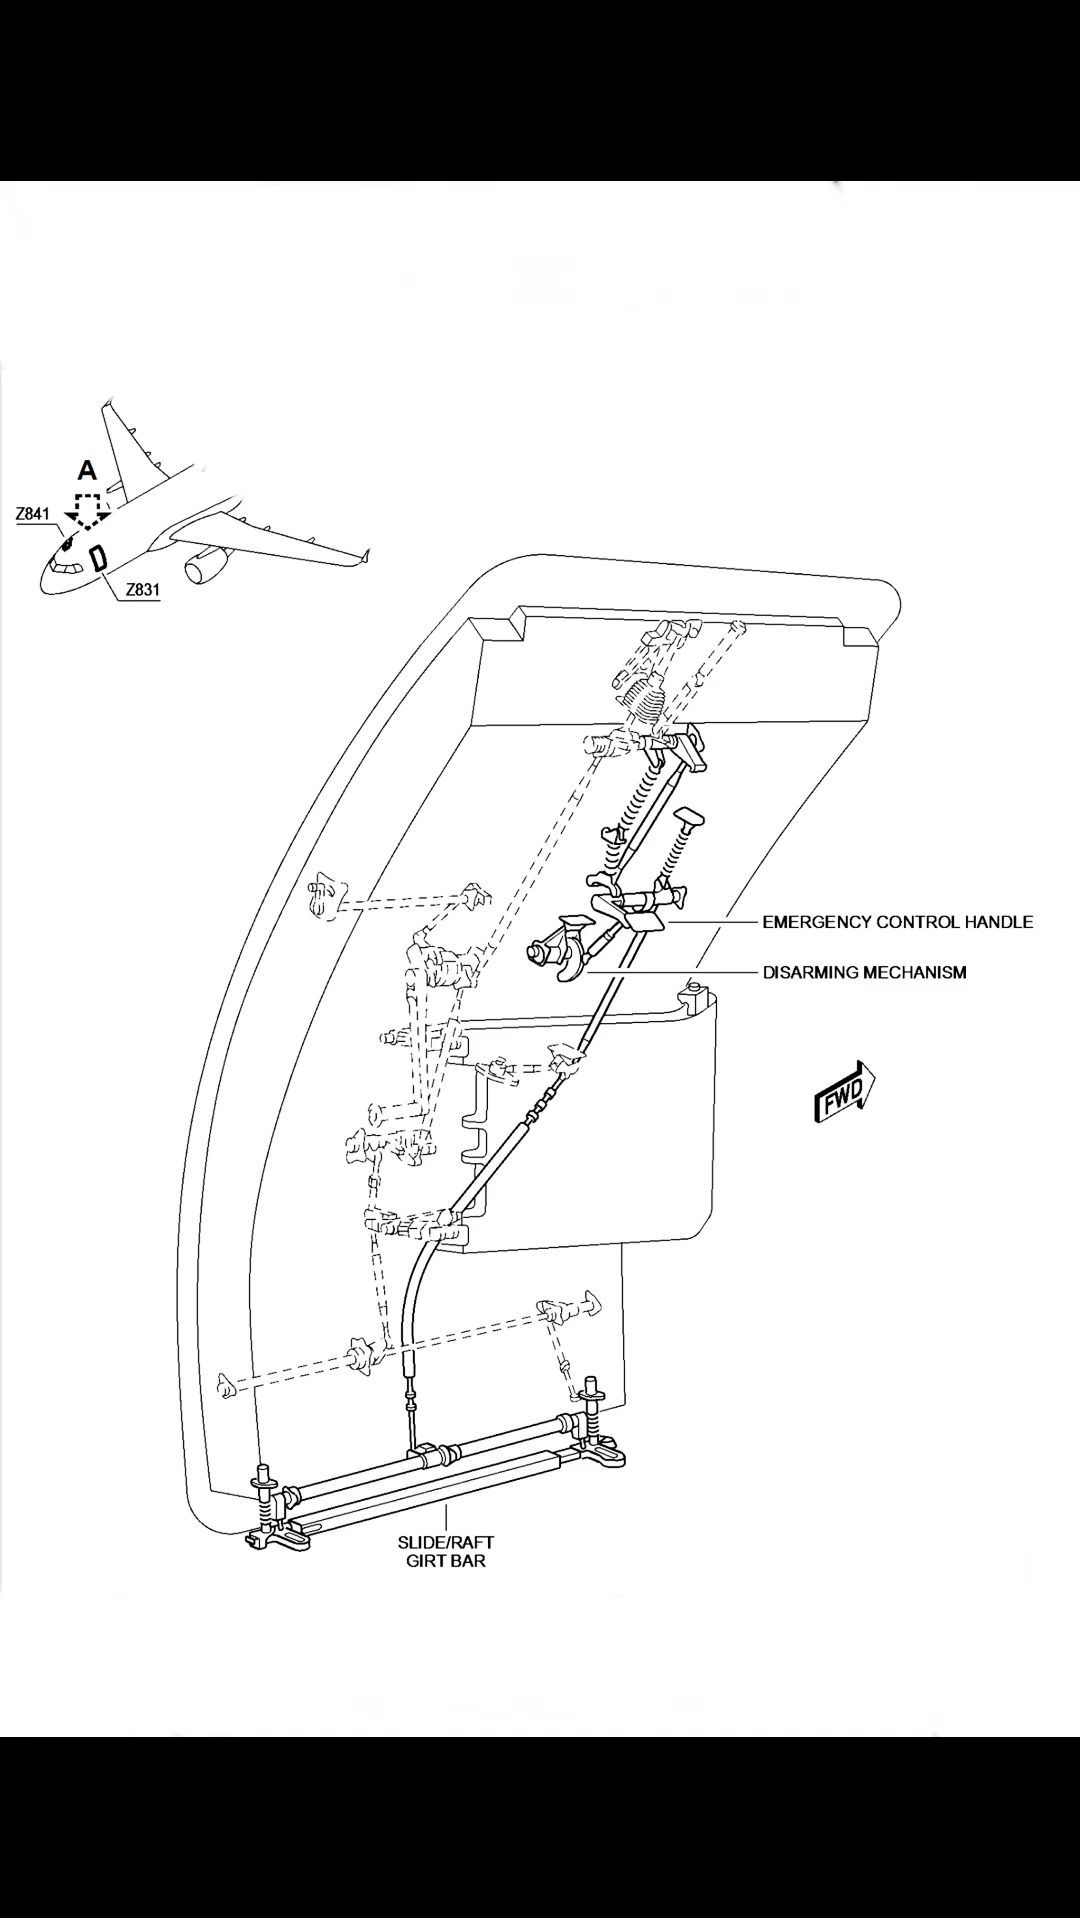 A
Z841
Z831
EMERGENCY CONTROL HANDLE
DISARMING MECHANISM
FWD
SLIDE/RAFT
GIRT BAR